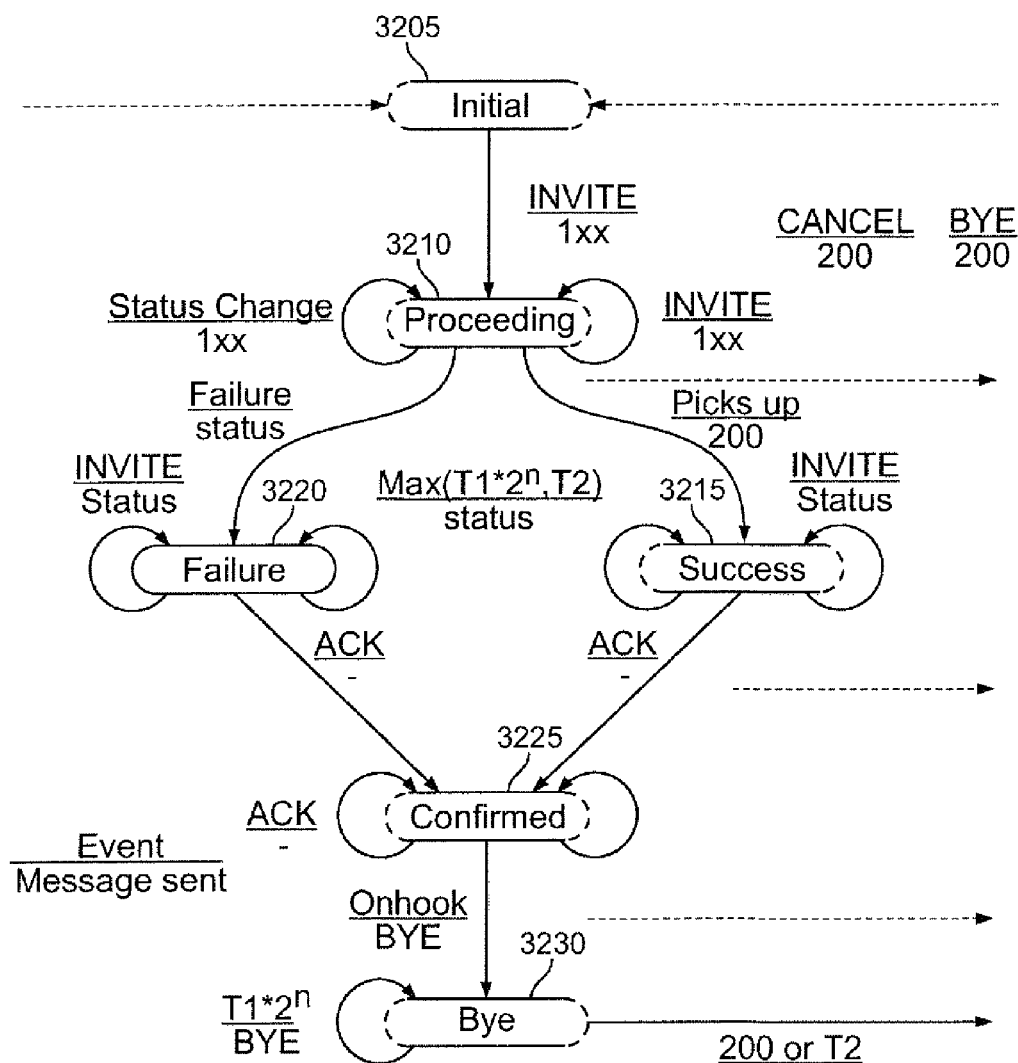 3205
Initial
INVITE
1xx
CANCEL
200
BYE
200
3210
Status Change
1xx
Proceeding
INVITE
1xx
Failure
status
Picks up
200
INVITE
Status
3220
Max(T1*2ⁿ,T2)
status
3215
INVITE
Status
Failure
Success
ACK
-
ACK
-
3225
ACK
-
Confirmed
Event
Message sent
Onhook
BYE
3230
T1*2ⁿ
BYE
Bye
200 or T2